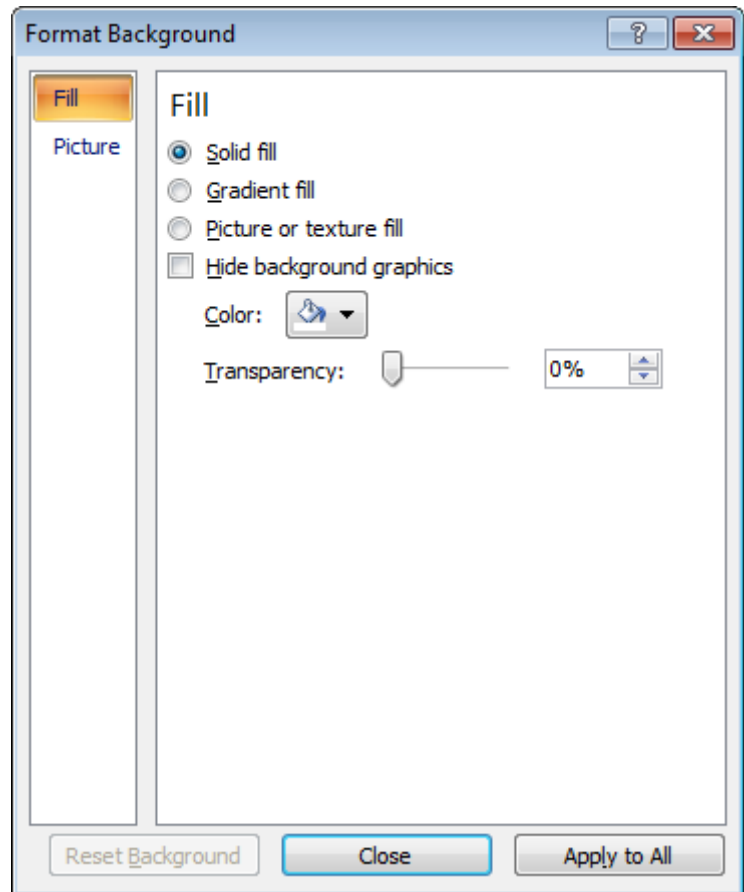 Format Background
Fill
Picture
Fill
Solid fill
Gradient fill
Picture or texture fill
Hide background graphics
Color:
Transparency: 0%
Reset Background Close Apply to All